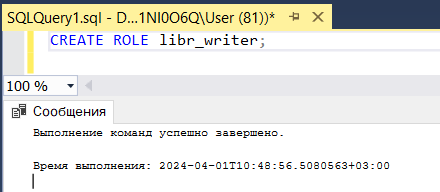 SQLQuery1.sql - D...1NI0O6Q\User (81))*
CREATE ROLE libr_writer;
100 %
Сообщения
Выполнение команд успешно завершено.
Время выполнения: 2024-04-01T10:48:56.5080563+03:00